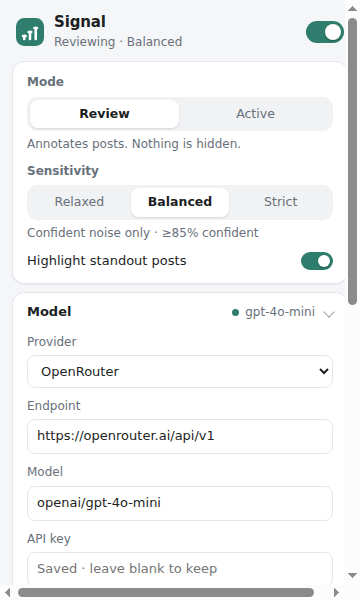 Signal
Reviewing · Balanced
Mode
Review
Active
Annotates posts. Nothing is hidden.
Sensitivity
Relaxed
Balanced
Strict
Confident noise only · ≥85% confident
Highlight standout posts
Model
gpt-4o-mini
Provider
OpenRouter
Endpoint
https://openrouter.ai/api/v1
Model
openai/gpt-4o-mini
API key
Saved · leave blank to keep